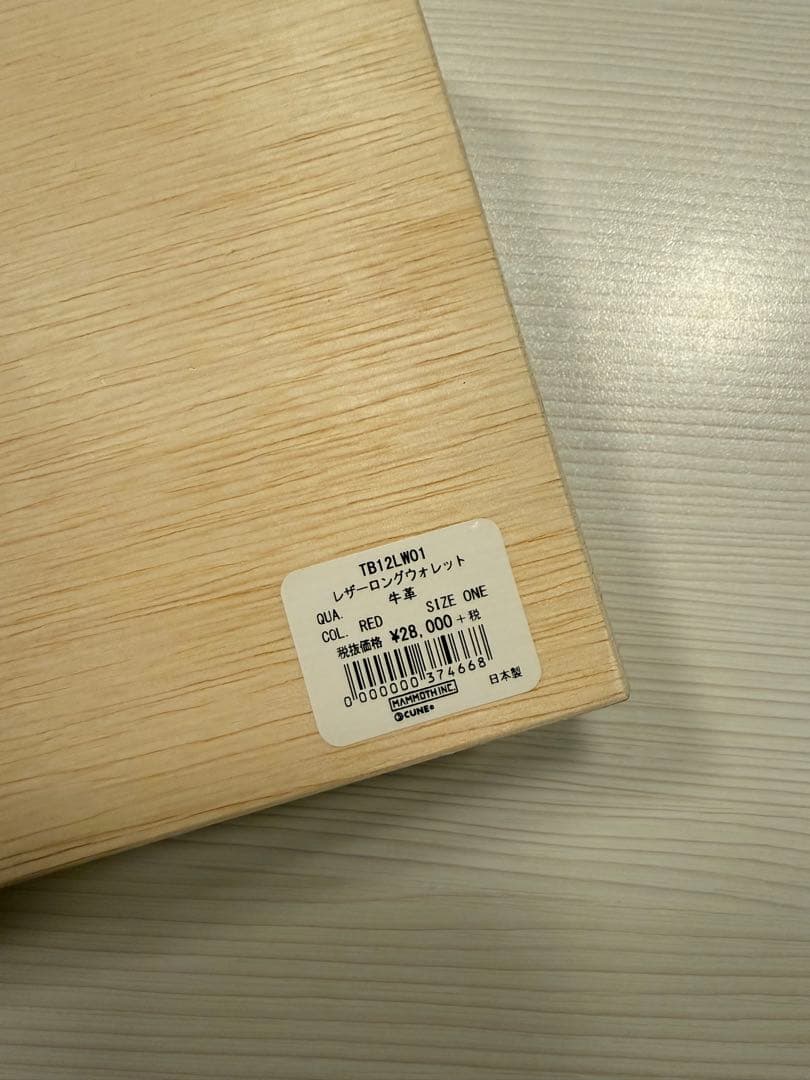 TB12LW01
レザーロングウォレット
QUA. 牛革
COL. RED SIZE ONE
税抜価格 ¥28,000+税
0 000000 374668
MAMMOTH INC. 日本製
CUNE®